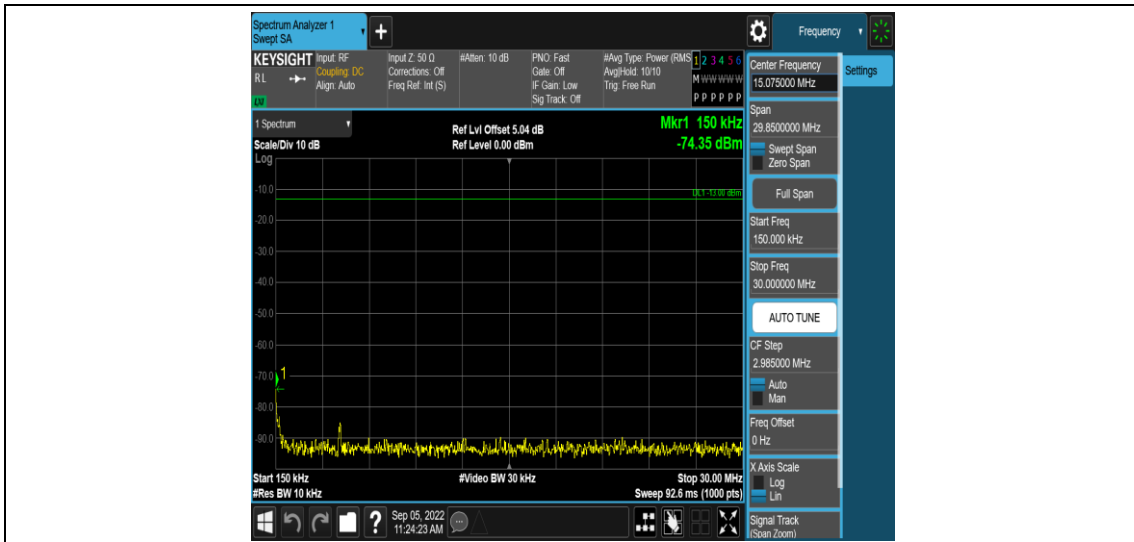 Spectrum Analyzer 1
Swept SA
+
Frequency
KEYSIGHT
RL
LXI
Input: RF
Coupling: DC
Align: Auto
Input Z: 50 Ω
Corrections: Off
Freq Ref: Int (S)
#Atten: 10 dB
PNO: Fast
Gate: Off
IF Gain: Low
Sig Track: Off
#Avg Type: Power (RMS
Avg|Hold: 10/10
Trig: Free Run
1 2 3 4 5 6
M W W W W W
P P P P P P
1 Spectrum
Scale/Div 10 dB
Log
Ref Lvl Offset 5.04 dB
Ref Level 0.00 dBm
Mkr1 150 kHz
-74.35 dBm
DL1 -13.00 dBm
-10.0
-20.0
-30.0
-40.0
-50.0
-60.0
-70.0
1
-80.0
-90.0
Start 150 kHz
#Res BW 10 kHz
#Video BW 30 kHz
Stop 30.00 MHz
Sweep 92.6 ms (1000 pts)
Center Frequency
15.075000 MHz
Settings
Span
29.8500000 MHz
Swept Span
Zero Span
Full Span
Start Freq
150.000 kHz
Stop Freq
30.000000 MHz
AUTO TUNE
CF Step
2.985000 MHz
Auto
Man
Freq Offset
0 Hz
X Axis Scale
Log
Lin
Signal Track
(Span Zoom)
?
Sep 05, 2022
11:24:23 AM